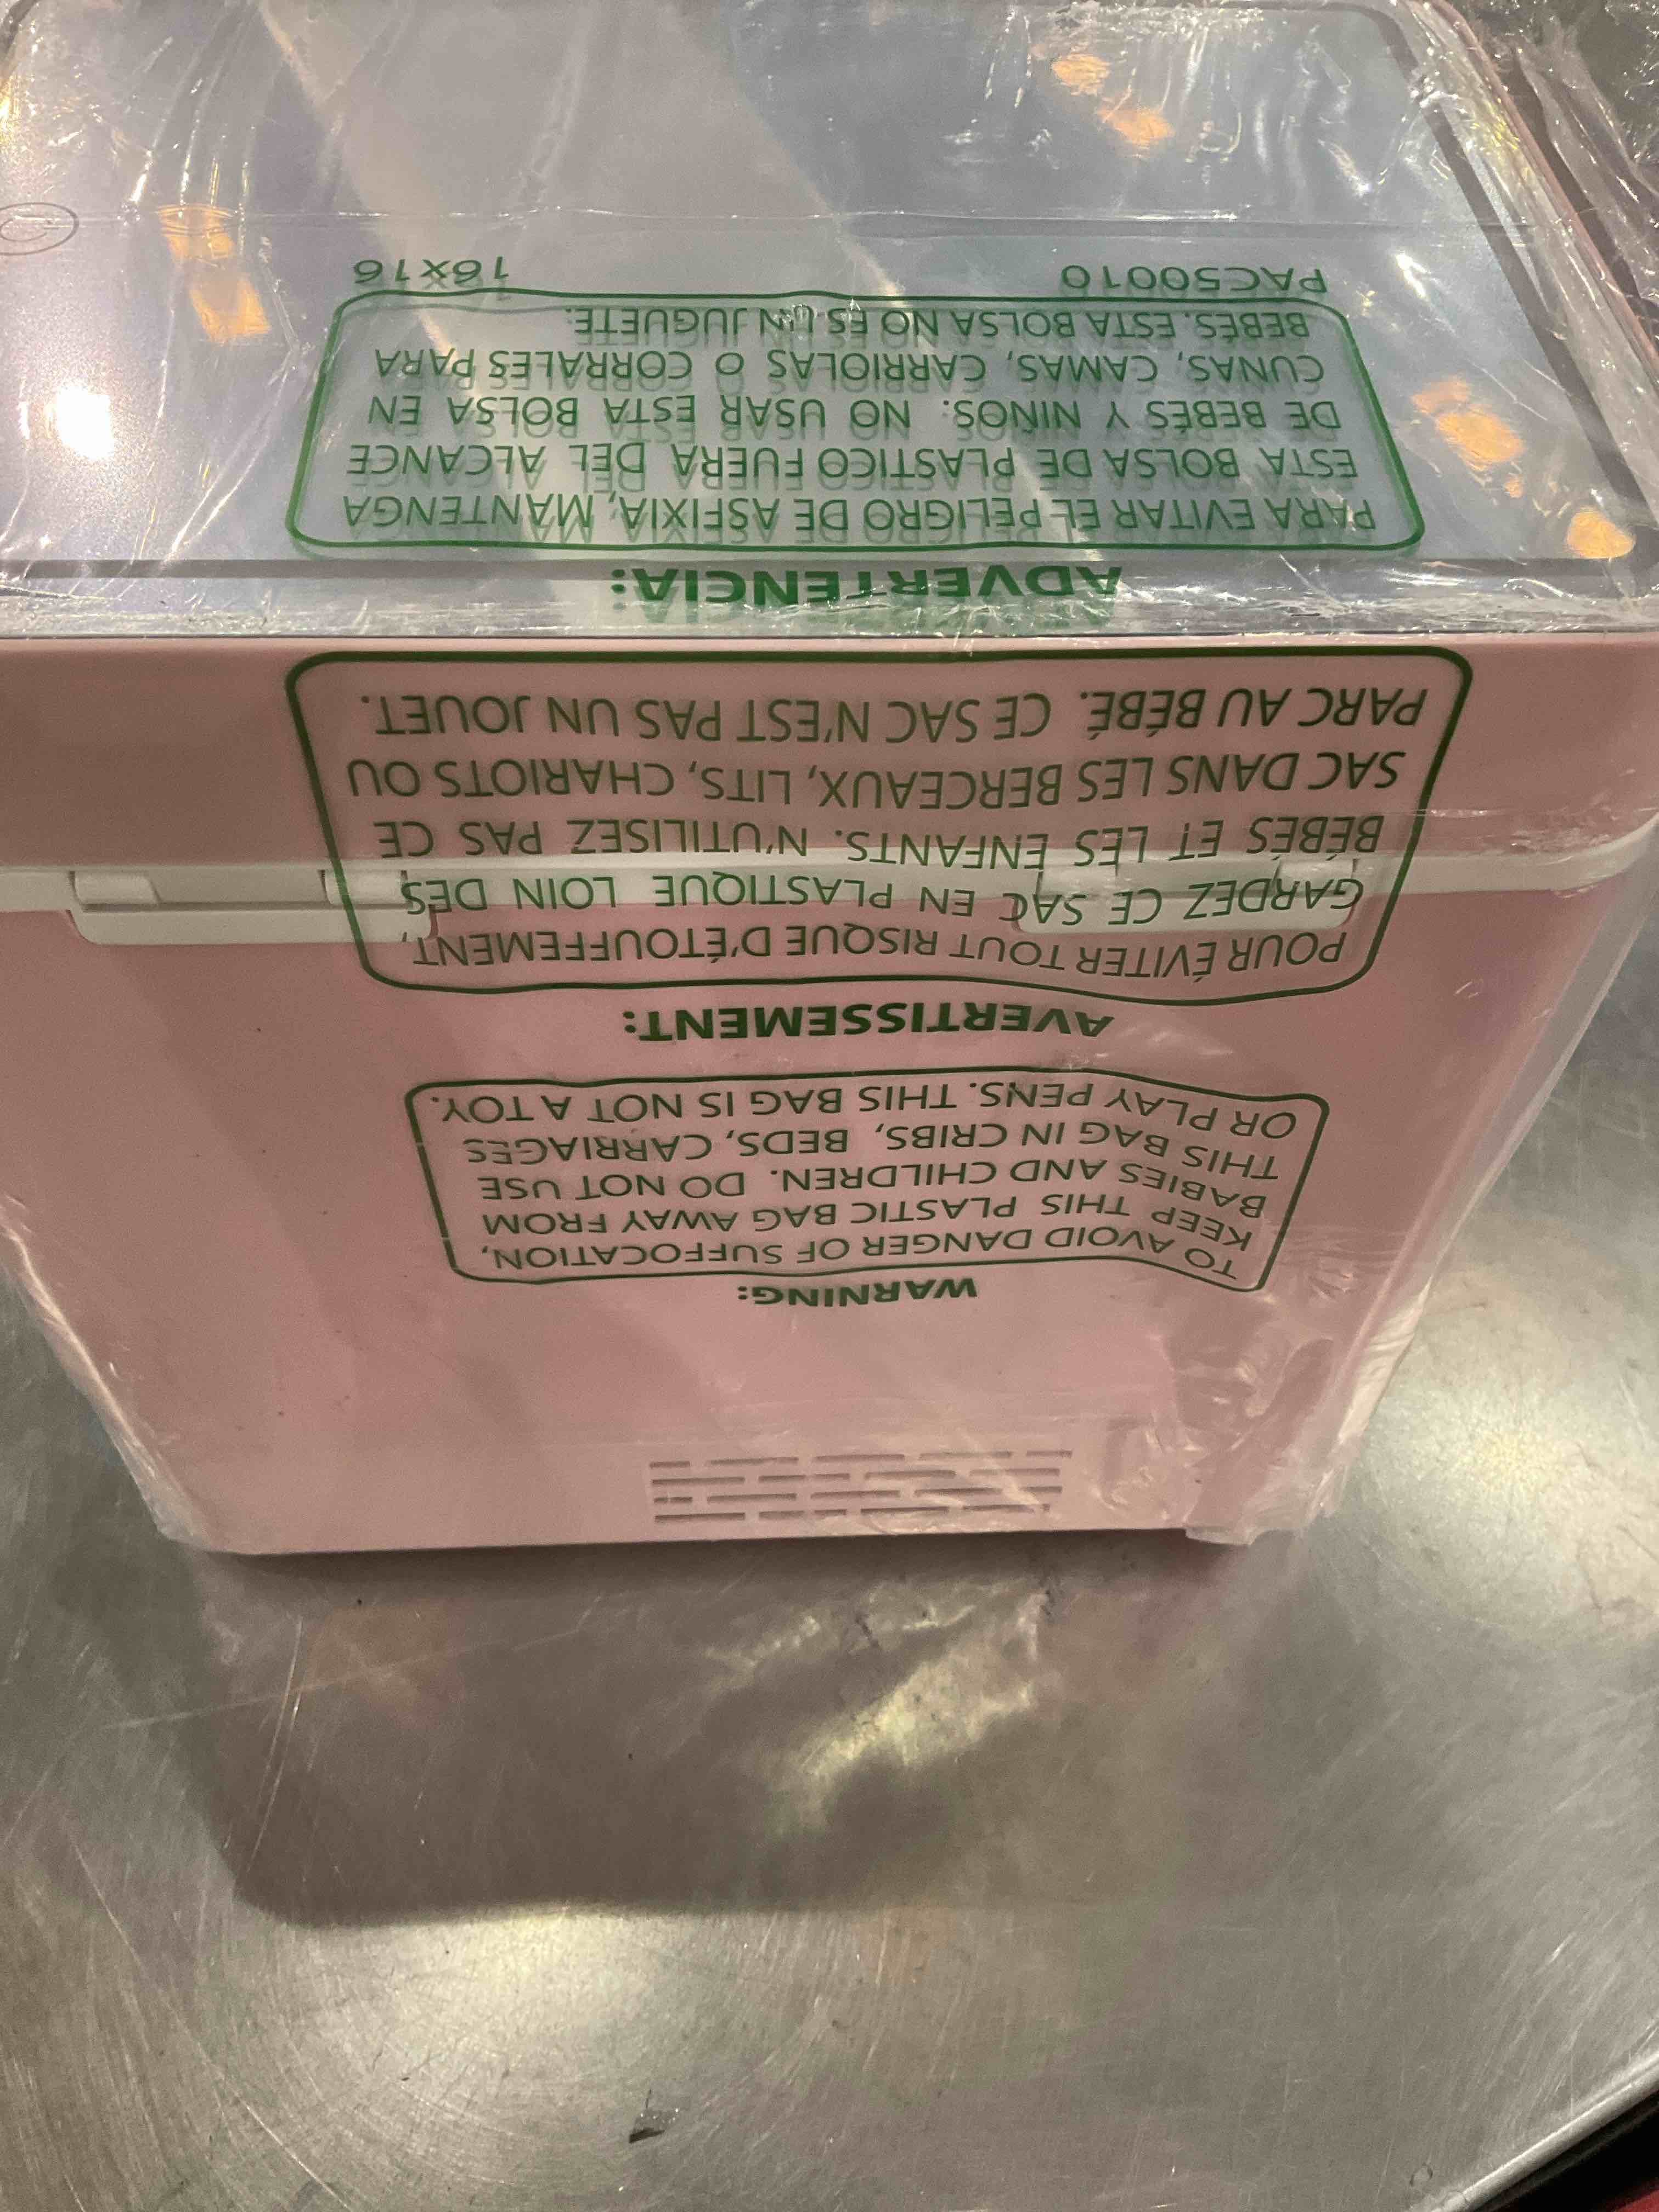 WARNING:
TO AVOID DANGER OF SUFFOCATION,
KEEP THIS PLASTIC BAG AWAY FROM
BABIES AND CHILDREN. DO NOT USE
THIS BAG IN CRIBS, BEDS, CARRIAGES
OR PLAY PENS. THIS BAG IS NOT A TOY.
AVERTISSEMENT:
POUR ÉVITER TOUT RISQUE D'ÉTOUFFEMENT,
GARDEZ CE SAC EN PLASTIQUE LOIN DES
BÉBÉS ET LES ENFANTS. N'UTILISEZ PAS CE
SAC DANS LES BERCEAUX, LITS, CHARIOTS OU
PARC AU BÉBÉ. CE SAC N'EST PAS UN JOUET.
ADVERTENCIA:
PARA EVITAR EL PELIGRO DE ASFIXIA, MANTENGA
ESTA BOLSA DE PLASTICO FUERA DEL ALCANCE
DE BEBÉS Y NINOS. NO USAR ESTA BOLSA EN
CUNAS, CAMAS, CARRIOLAS O CORRALES PARA
BEBÉS. ESTA BOLSA NO ES UN JUGUETE.
PAC50010 16X16